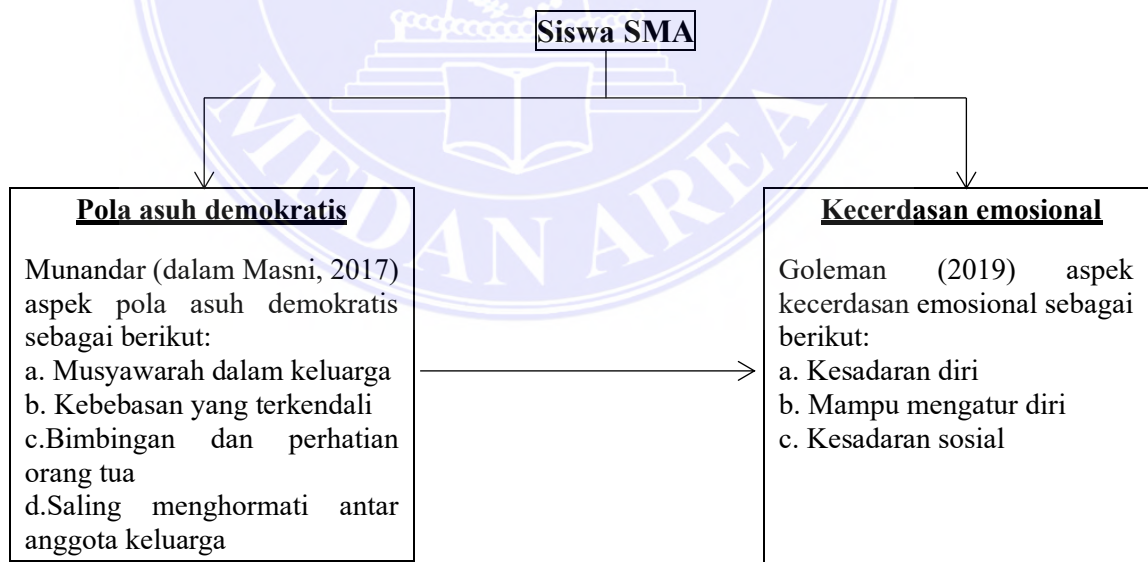 Siswa SMA
MEDAN AREA
Pola asuh demokratis
Munandar (dalam Masni, 2017)
aspek pola asuh demokratis
sebagai berikut:
a. Musyawarah dalam keluarga
b. Kebebasan yang terkendali
c.Bimbingan dan perhatian
orang tua
d.Saling menghormati antar
anggota keluarga
Kecerdasan emosional
Goleman (2019) aspek
kecerdasan emosional sebagai
berikut:
a. Kesadaran diri
b. Mampu mengatur diri
c. Kesadaran sosial